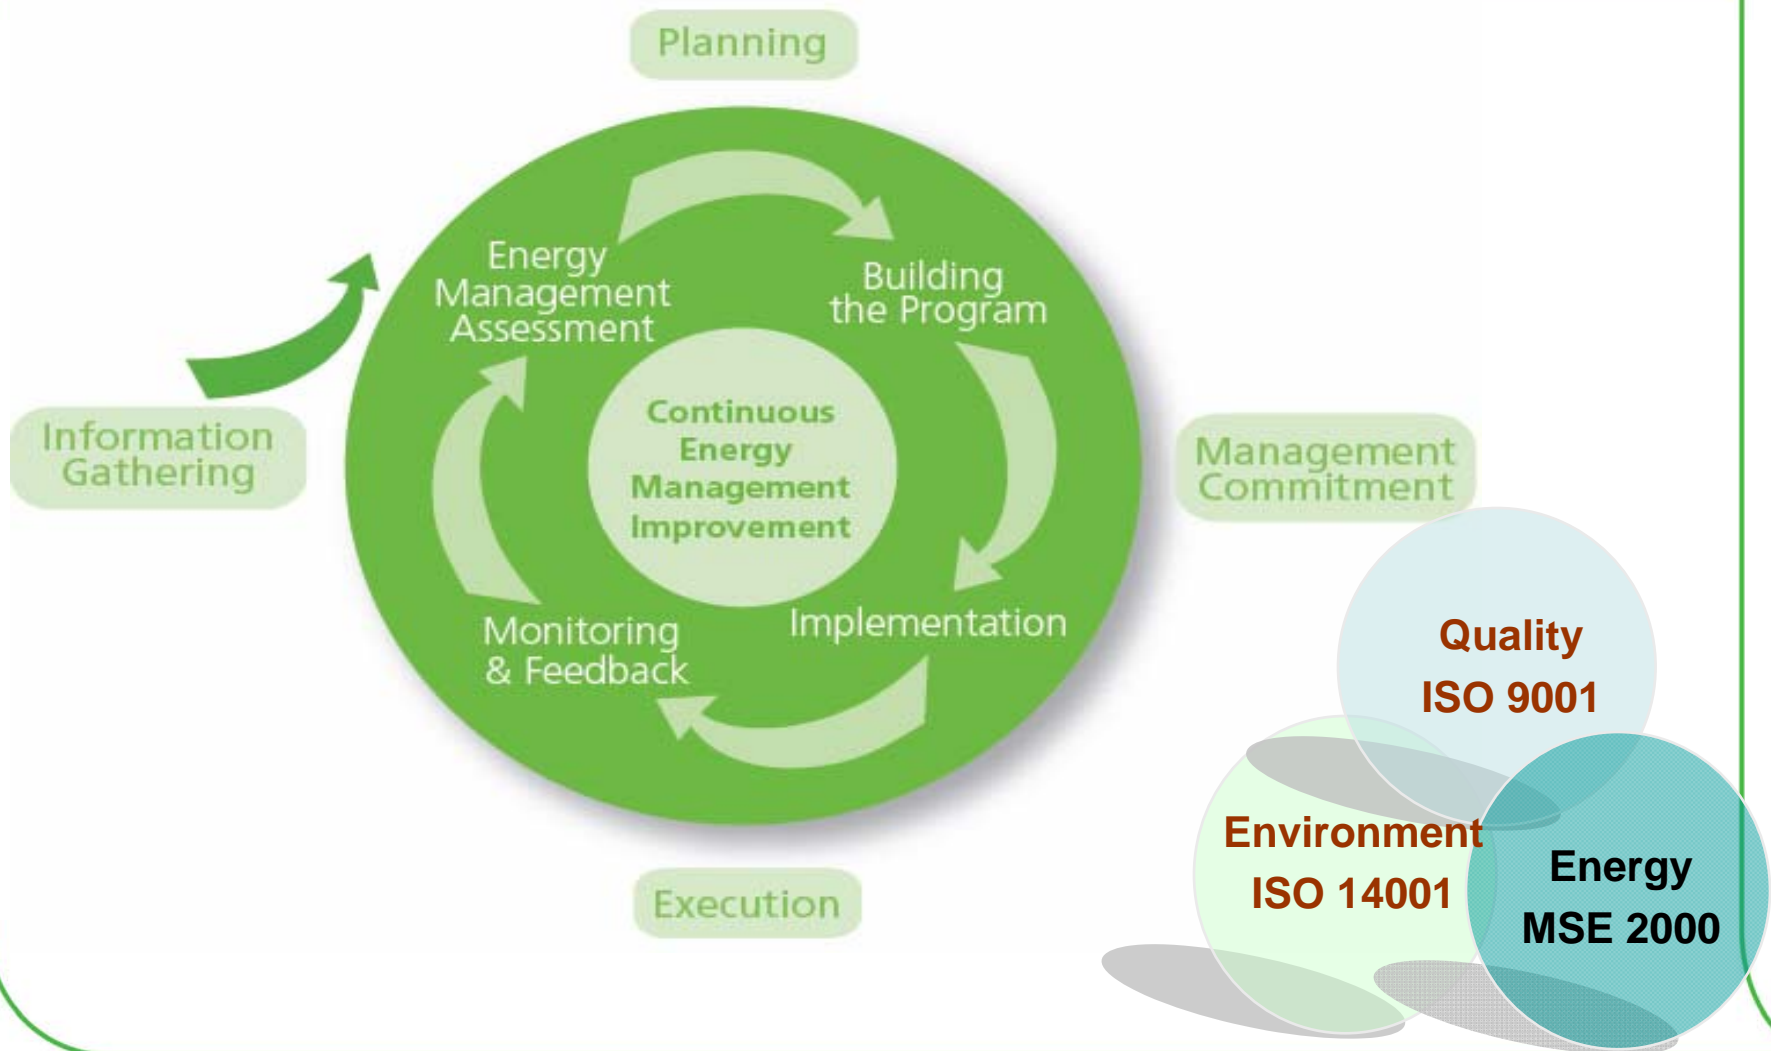 Planning
Energy
Management
Assessment
Building
the Program
Information
Gathering
Continuous
Energy
Management
Improvement
Management
Commitment
Monitoring
& Feedback
Implementation
Execution
Quality
ISO 9001
Environment
ISO 14001
Energy
MSE 2000